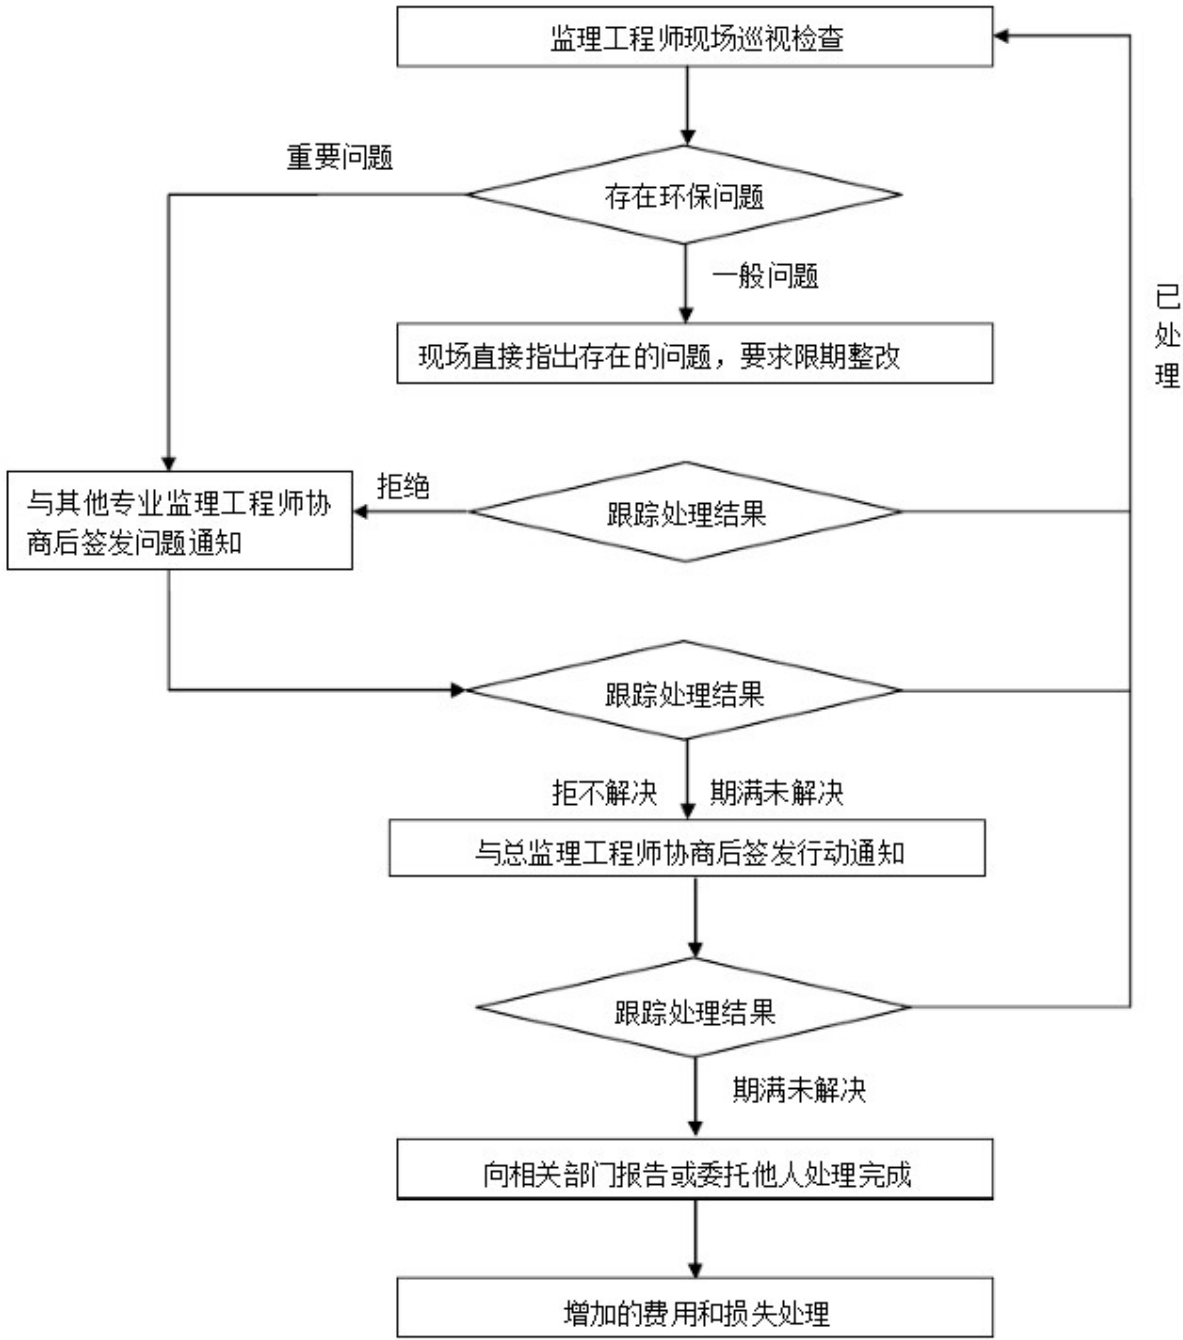 监理工程师现场巡视检查
重要问题
存在环保问题
一般问题
已
处
理
现场直接指出存在的问题，要求限期整改
与其他专业监理工程师协
商后签发问题通知
拒绝
跟踪处理结果
跟踪处理结果
拒不解决
期满未解决
与总监理工程师协商后签发行动通知
跟踪处理结果
期满未解决
向相关部门报告或委托他人处理完成
增加的费用和损失处理